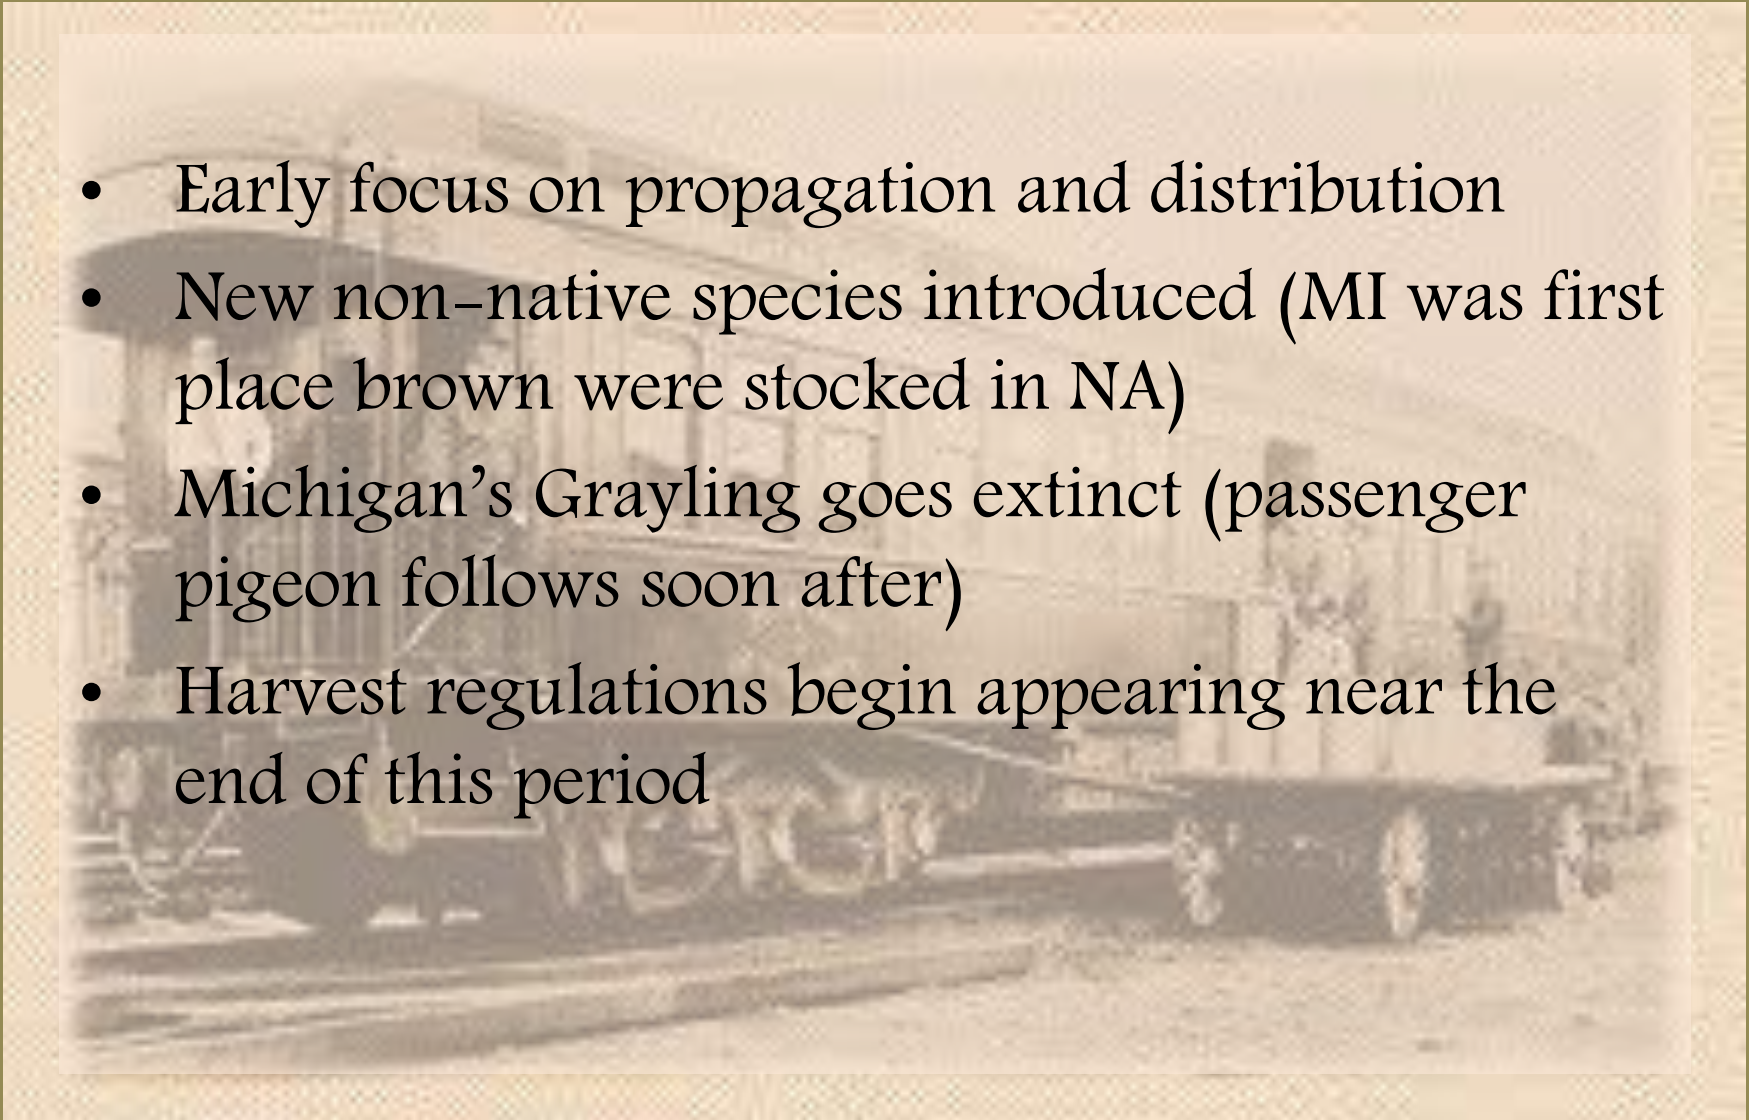 • Early focus on propagation and distribution
• New non-native species introduced (MI was first
place brown were stocked in NA)
• Michigan’s Grayling goes extinct (passenger
pigeon follows soon after)
• Harvest regulations begin appearing near the
end of this period